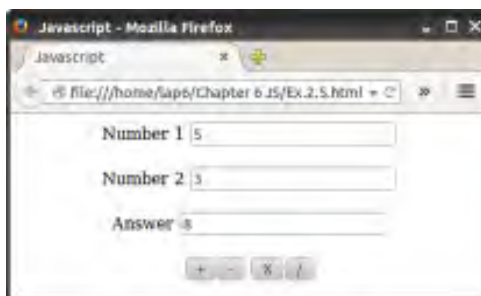 Javascript - Mozilla Firefox
Javascript
file:///home/lap6/Chapter 6 JS/Ex.2.5.html
Number 1 5
Number 2 3
Answer 8
+ - X /